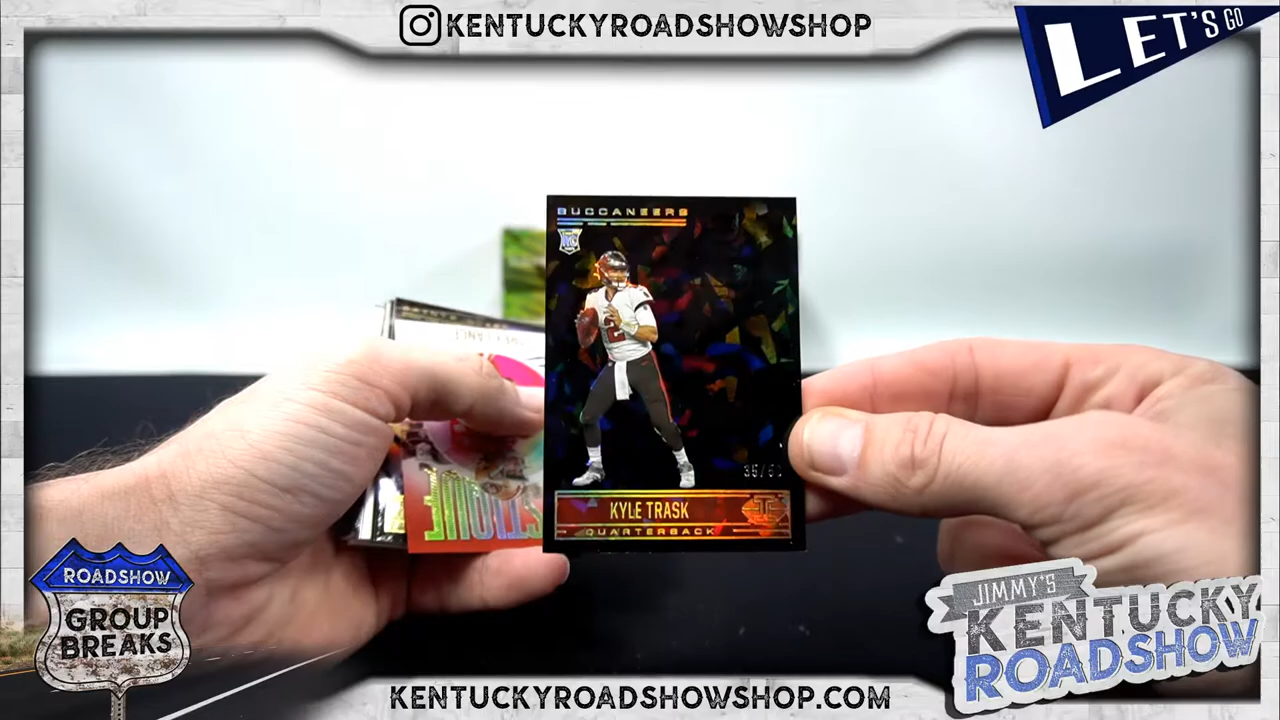 KENTUCKYROADSHOWSHOP
LET'S GO
BUCCANEERS
RC
KYLE TRASK
QUARTERBACK
ROADSHOW
GROUP
BREAKS
JIMMY'S
KENTUCKY
ROADSHOW
KENTUCKYROADSHOWSHOP.COM